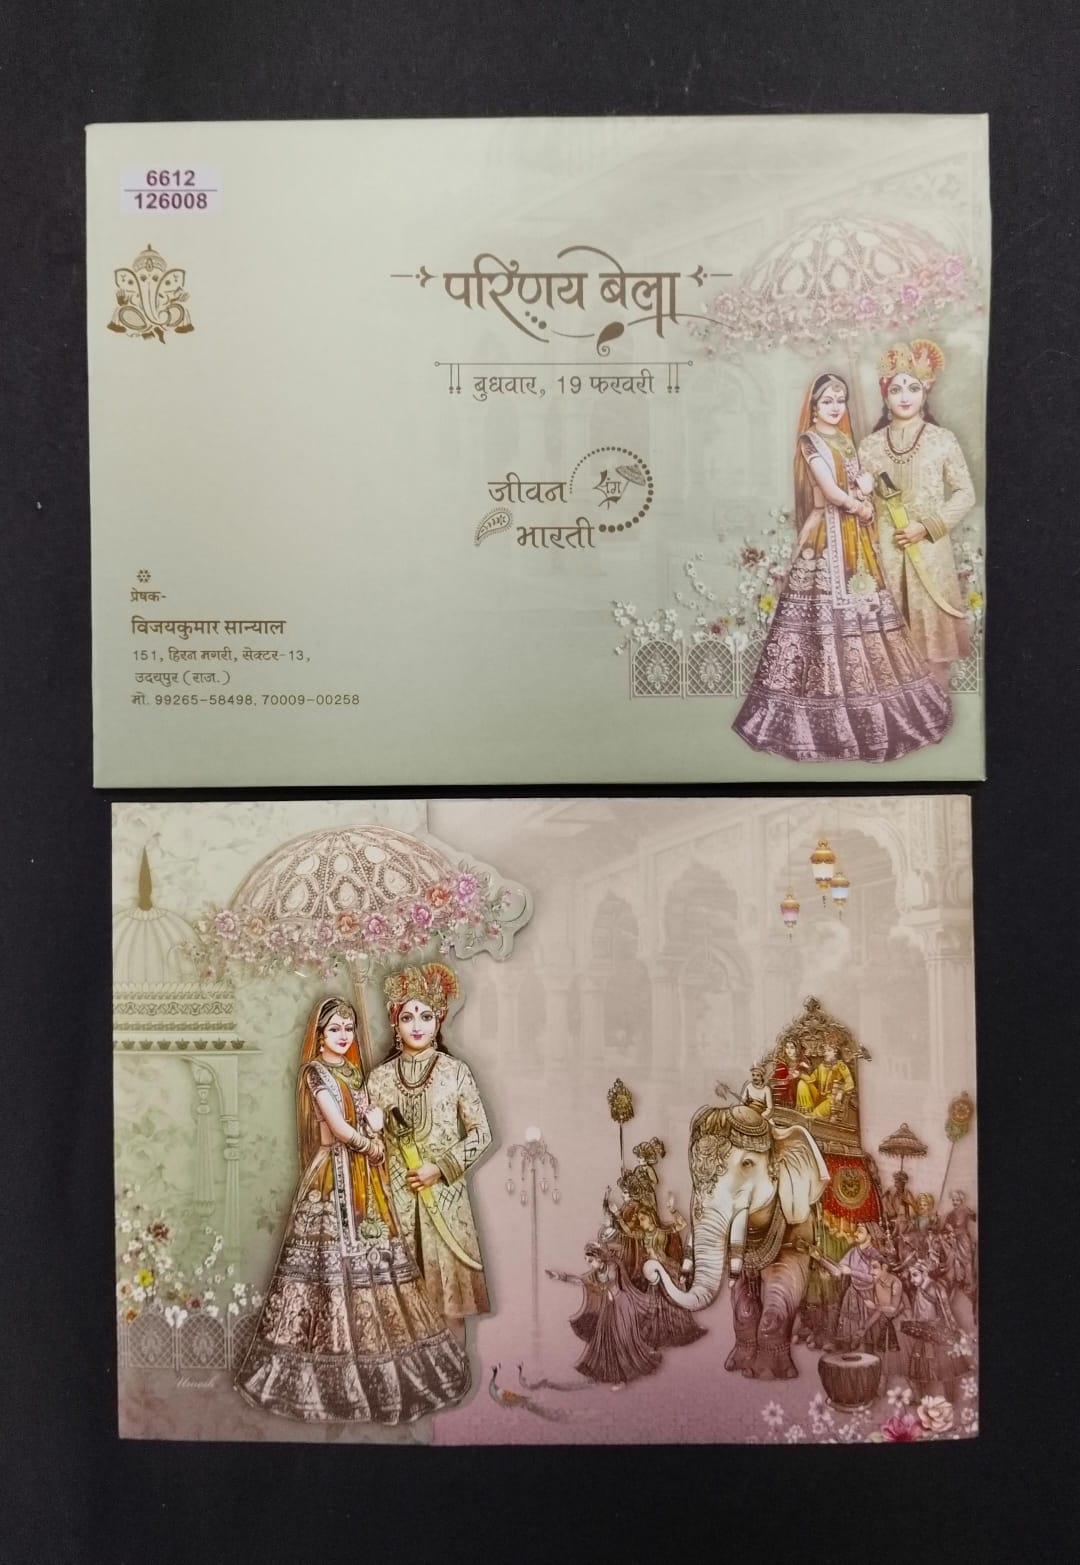 6612
126008
परिणय बेला
बुधवार, 19 फरवरी
जीवन
संग
भारती
प्रेषक-
विजयकुमार सान्याल
151, हिरन मगरी, सेक्टर-13,
उदयपुर (राज.)
मो. 99265-58498, 70009-00258